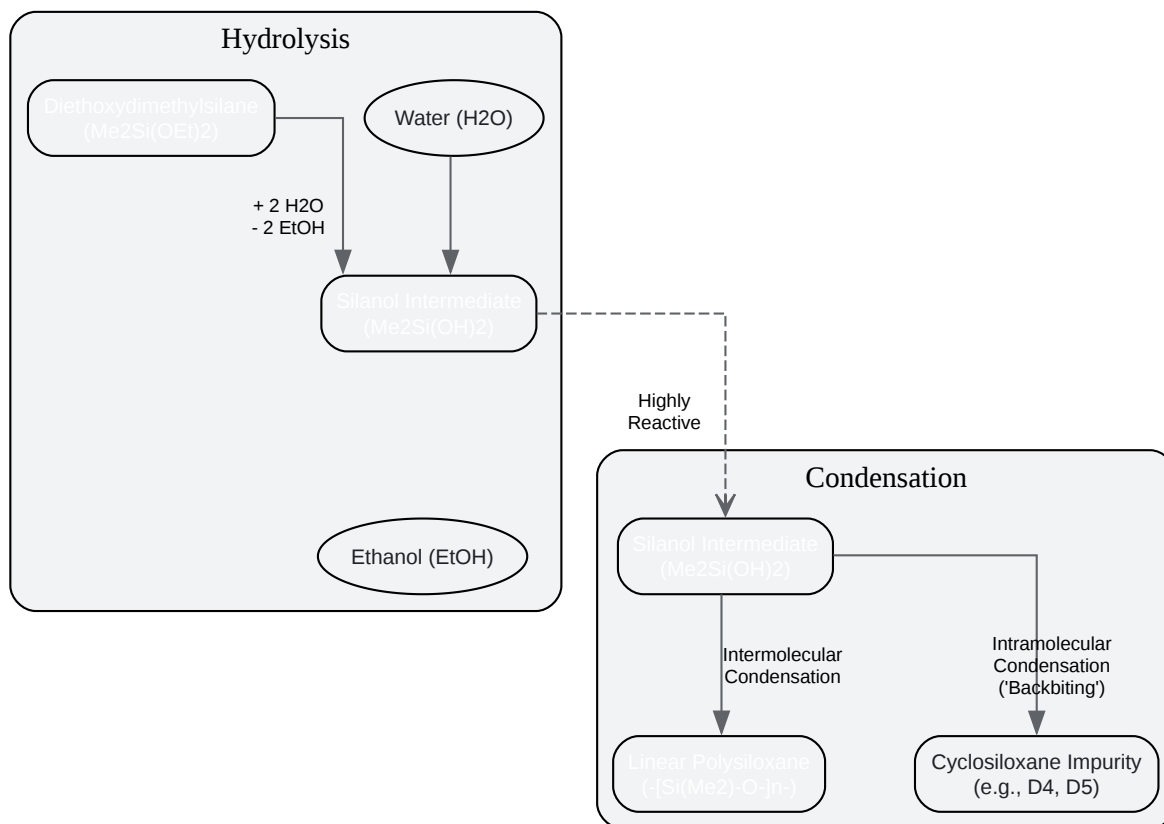 Hydrolysis
Diethoxydimethylsilane
(Me2Si(OEt)2)
Water (H2O)
+ 2 H2O
- 2 EtOH
Silanol Intermediate
(Me2Si(OH)2)
Highly
Reactive
Ethanol (EtOH)
Condensation
Silanol Intermediate
(Me2Si(OH)2)
Intermolecular
Condensation
Intramolecular
Condensation
('Backbiting')
Linear Polysiloxane
(-[Si(Me2)-O-]n-)
Cyclosiloxane Impurity
(e.g., D4, D5)